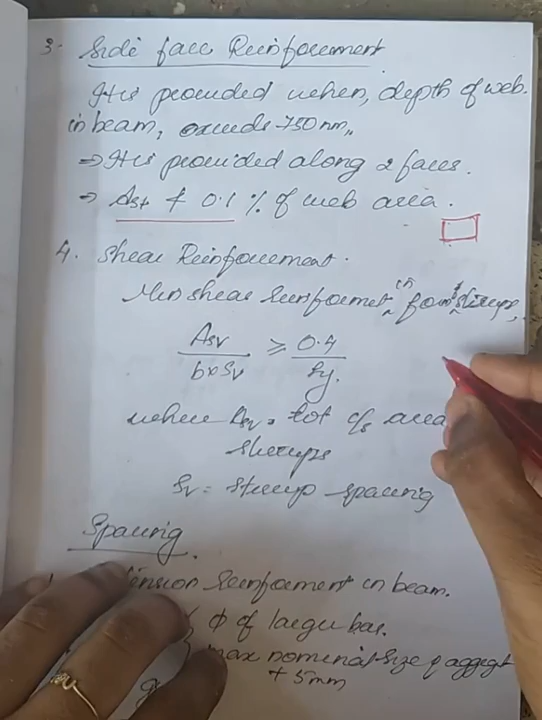 3. Side face Reinforcement
It is provided when, depth of web.
in beam, exceeds 750 mm,,
⇒ It is provided along 2 faces.
→ Ast ≮ 0.1 % of web area.
4. Shear Reinforcement.
Min shear reinforcemet, in form of stirrups,
Asv / b×Sv ≥ 0.4 / fy.
where Asv = tot c/s area
stirrups
Sv = stirrup spacing
Spacing
tension reinforcement in beam.
φ of larger bar.
max nominal size of aggegt
+ 5mm